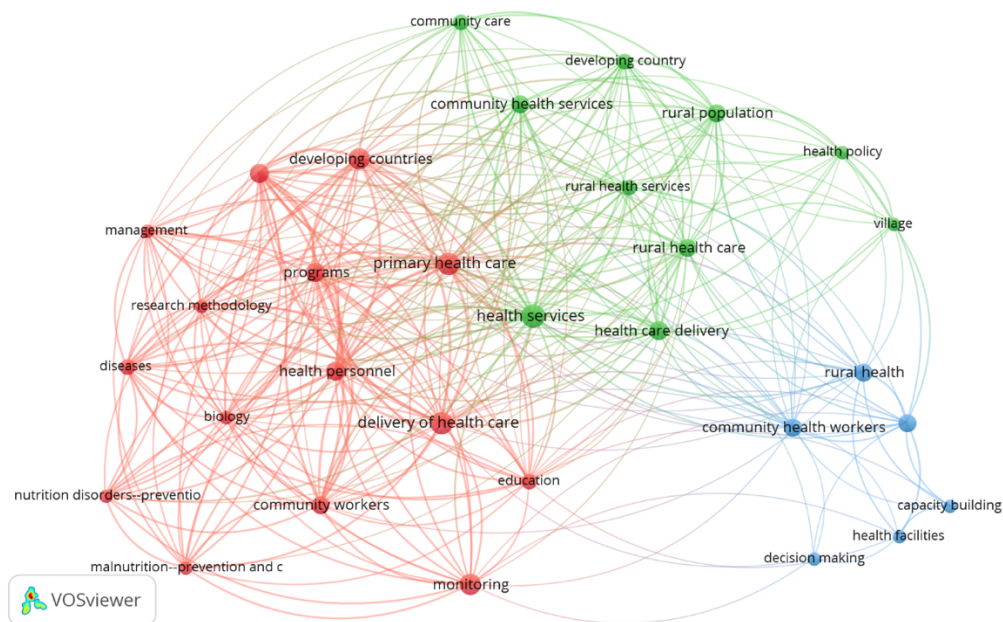 community care
developing country
community health services
rural population
developing countries
health policy
rural health services
management
village
primary health care
rural health care
programs
research methodology
health services
health care delivery
diseases
health personnel
rural health
biology
delivery of health care
community health workers
education
nutrition disorders--preventio
community workers
capacity building
health facilities
decision making
malnutrition--prevention and c
monitoring
VOSviewer